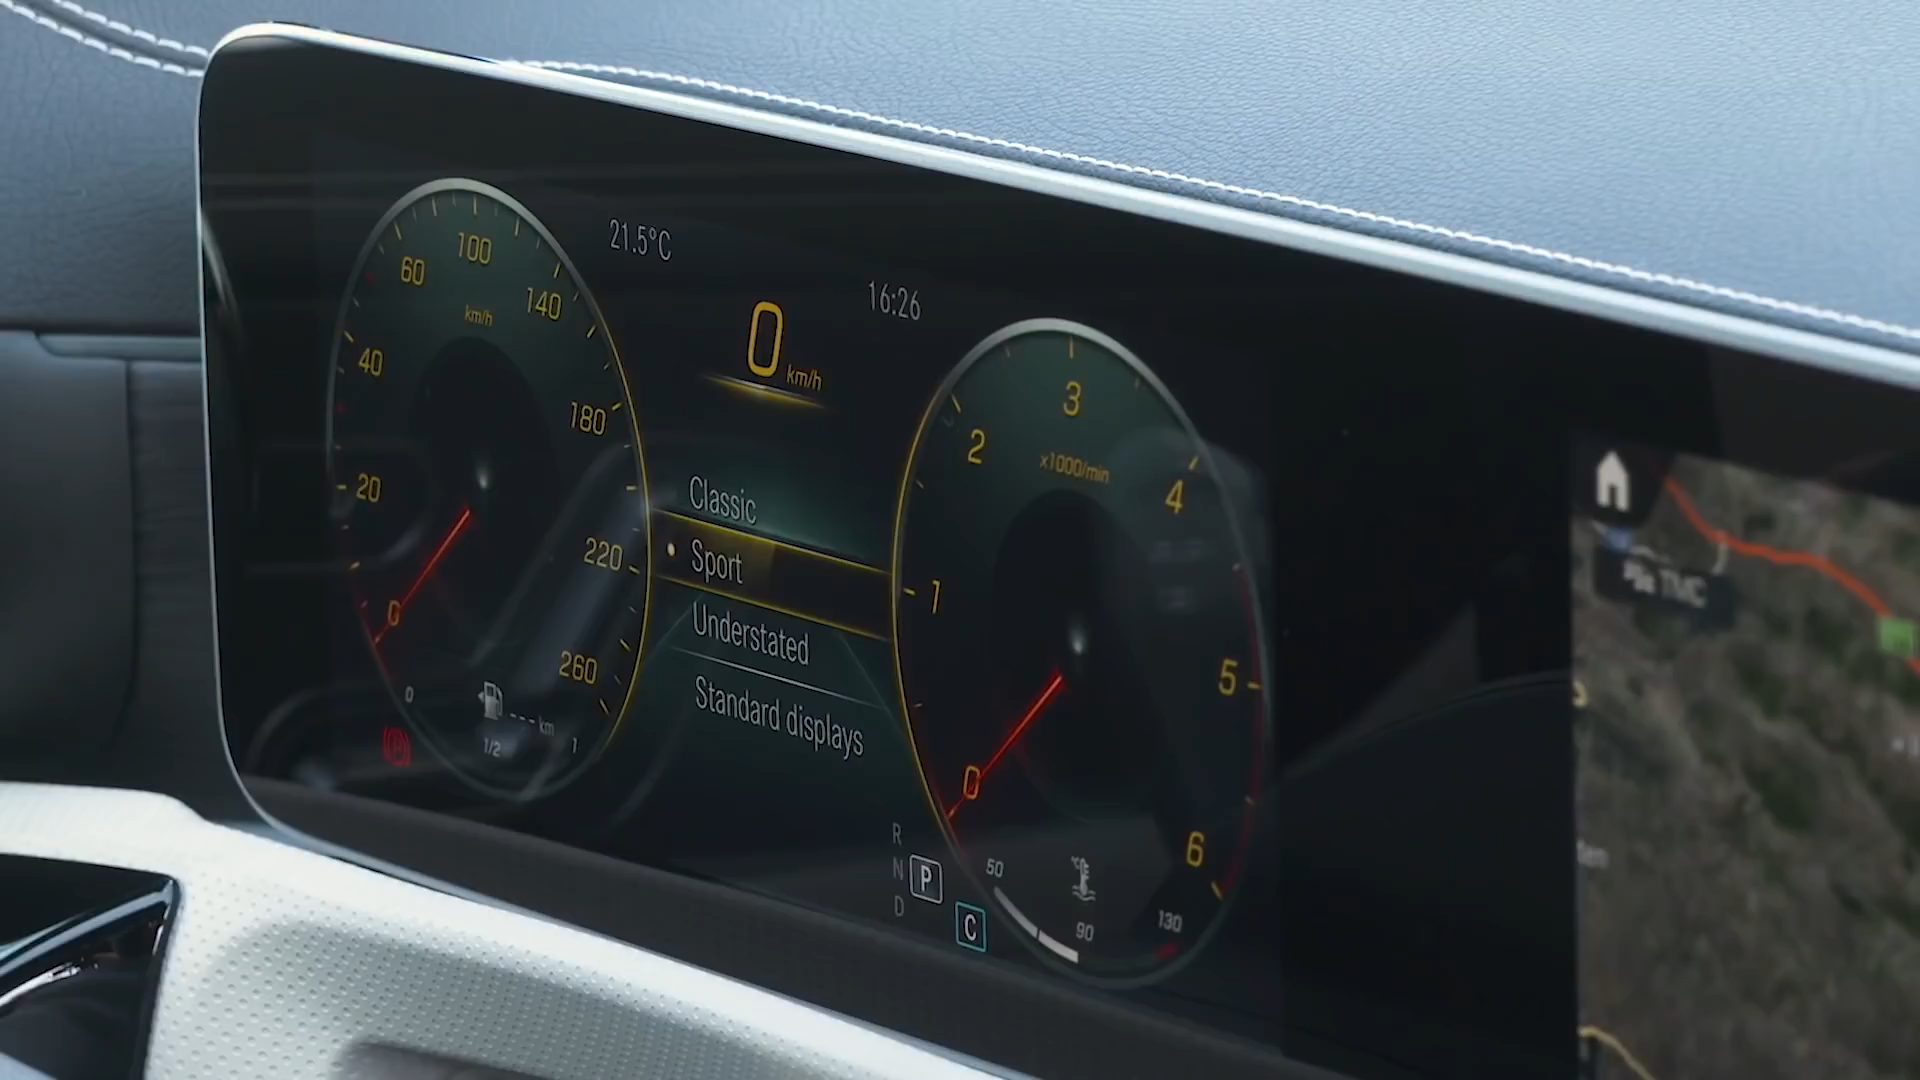 21.5°C
16:26
0 km/h
100
60
140
km/h
40
180
20
220
0
260
0
--- km
1/2
1
Classic
Sport
Understated
Standard displays
3
2
x1000/min
4
1
5
0
6
50
°C
90
130
R
N
P
D
C
TMC